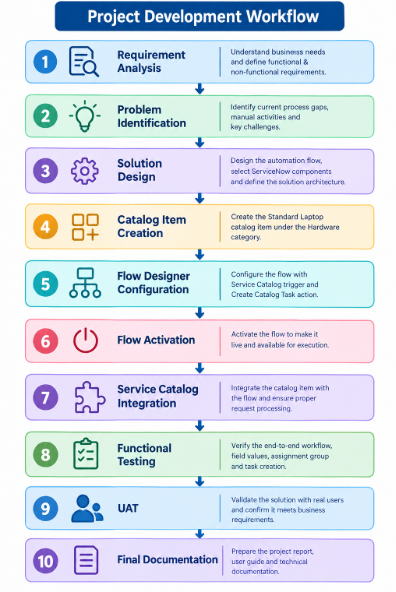 Project Development Workflow
1
Requirement
Analysis
Understand business needs
and define functional &
non-functional requirements.
2
Problem
Identification
Identify current process gaps,
manual activities and
key challenges.
3
Solution
Design
Design the automation flow,
select ServiceNow components
and define the solution architecture.
4
Catalog Item
Creation
Create the Standard Laptop
catalog item under the Hardware
category.
5
Flow Designer
Configuration
Configure the flow with
Service Catalog trigger and
Create Catalog Task action.
6
Flow Activation
Activate the flow to make it
live and available for execution.
7
Service Catalog
Integration
Integrate the catalog item with
the flow and ensure proper
request processing.
8
Functional
Testing
Verify the end-to-end workflow,
field values, assignment group
and task creation.
9
UAT
Validate the solution with real users
and confirm it meets business
requirements.
10
Final Documentation
Prepare the project report,
user guide and technical
documentation.